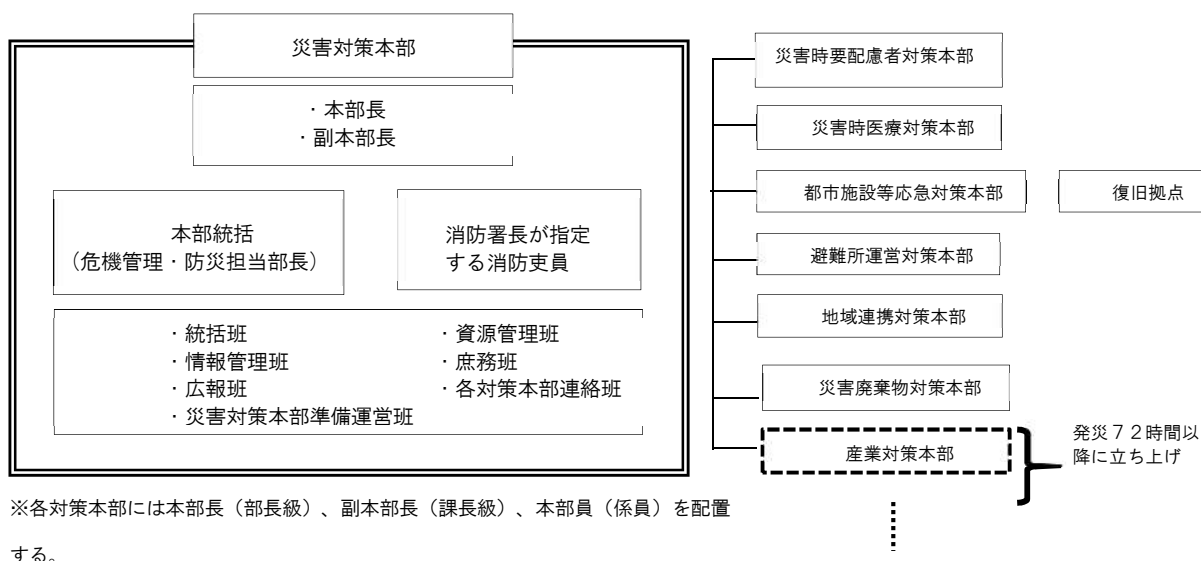 災害対策本部
・本部長
・副本部長
本部統括
（危機管理・防災担当部長）
消防署長が指定
する消防吏員
・統括班
・情報管理班
・広報班
・災害対策本部準備運営班
・資源管理班
・庶務班
・各対策本部連絡班
災害時要配慮者対策本部
災害時医療対策本部
都市施設等応急対策本部
復旧拠点
避難所運営対策本部
地域連携対策本部
災害廃棄物対策本部
産業対策本部
発災７２時間以
降に立ち上げ
※各対策本部には本部長（部長級）、副本部長（課長級）、本部員（係員）を配置
する。